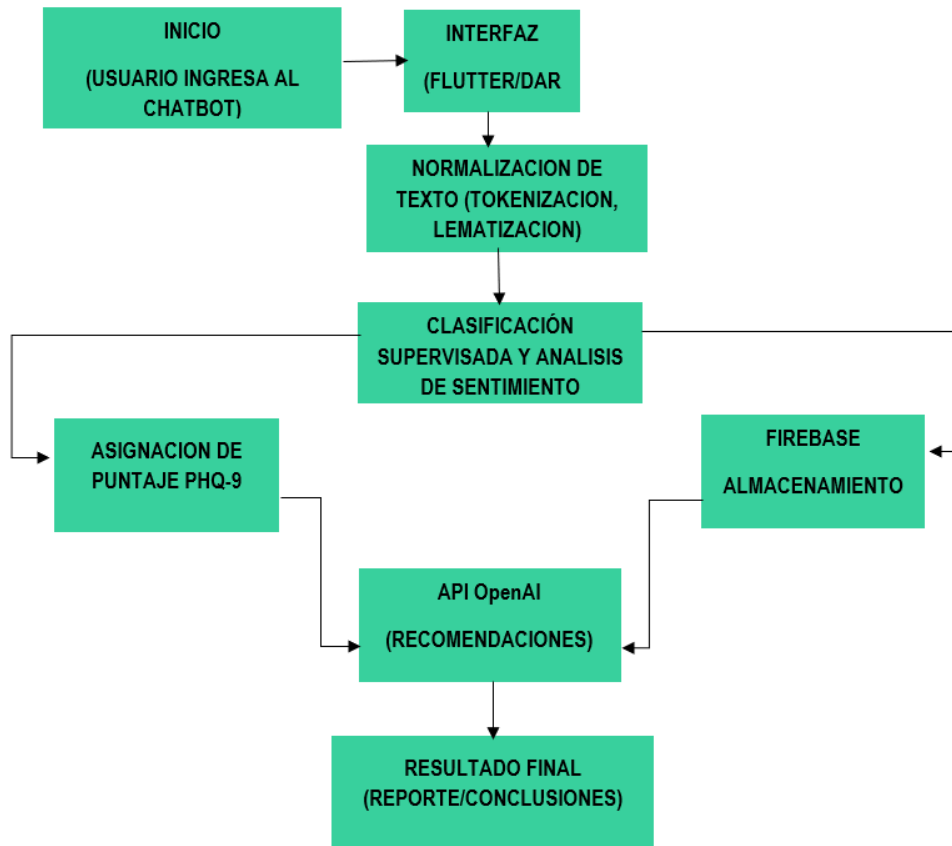 INICIO
(USUARIO INGRESA AL
CHATBOT)
INTERFAZ
(FLUTTER/DAR
NORMALIZACION DE
TEXTO (TOKENIZACION,
LEMATIZACION)
CLASIFICACIÓN
SUPERVISADA Y ANALISIS
DE SENTIMIENTO
ASIGNACION DE
PUNTAJE PHQ-9
FIREBASE
ALMACENAMIENTO
API OpenAI
(RECOMENDACIONES)
RESULTADO FINAL
(REPORTE/CONCLUSIONES)